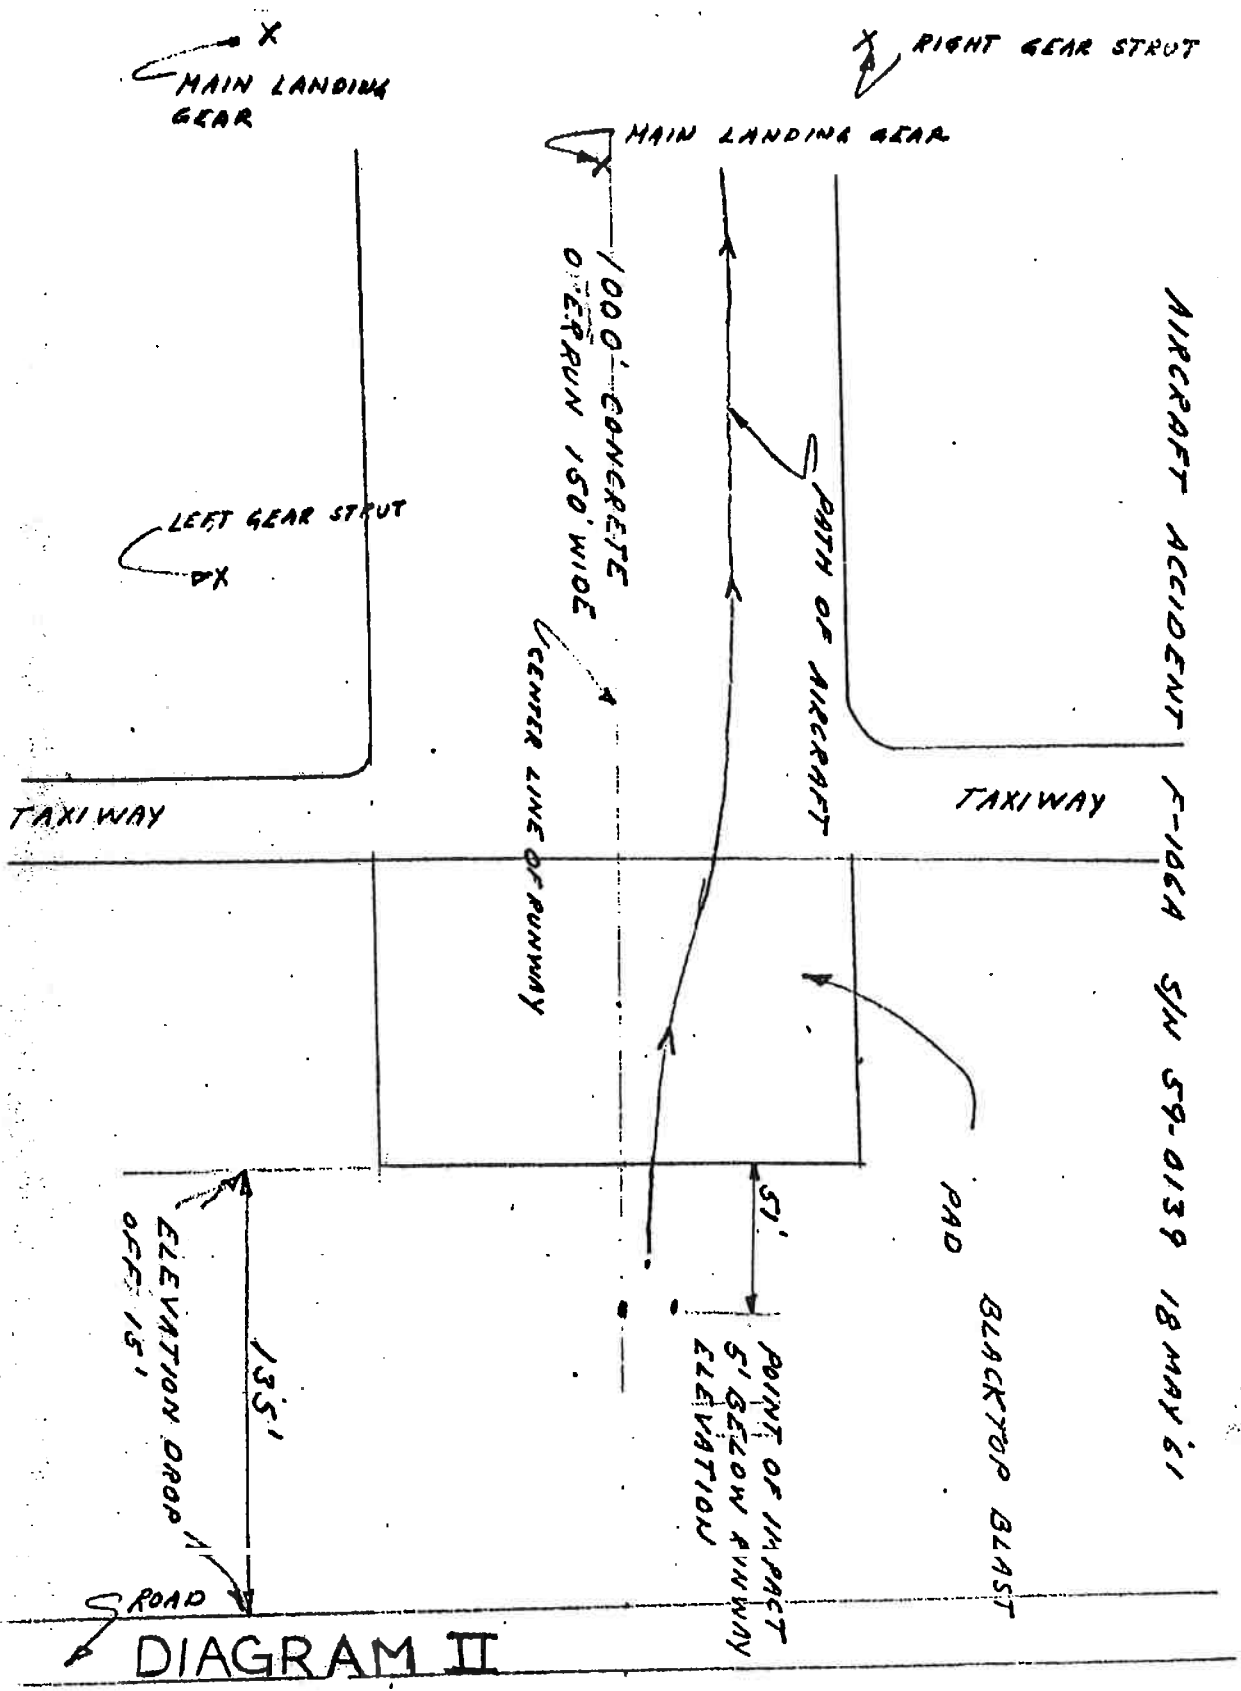 MAIN LANDING
GEAR
RIGHT GEAR STRUT
MAIN LANDING GEAR
AIRCRAFT ACCIDENT F-106A S/N 59-0139 18 MAY '61
1000' CONCRETE
OVERRUN 150' WIDE
PATH OF AIRCRAFT
LEFT GEAR STRUT
CENTER LINE OF RUNWAY
TAXIWAY
TAXIWAY
BLACKTOP BLAST
PAD
51'
POINT OF IMPACT
5' BELOW RUNWAY
ELEVATION
135'
ELEVATION DROP
OFF 15'
ROAD
DIAGRAM II